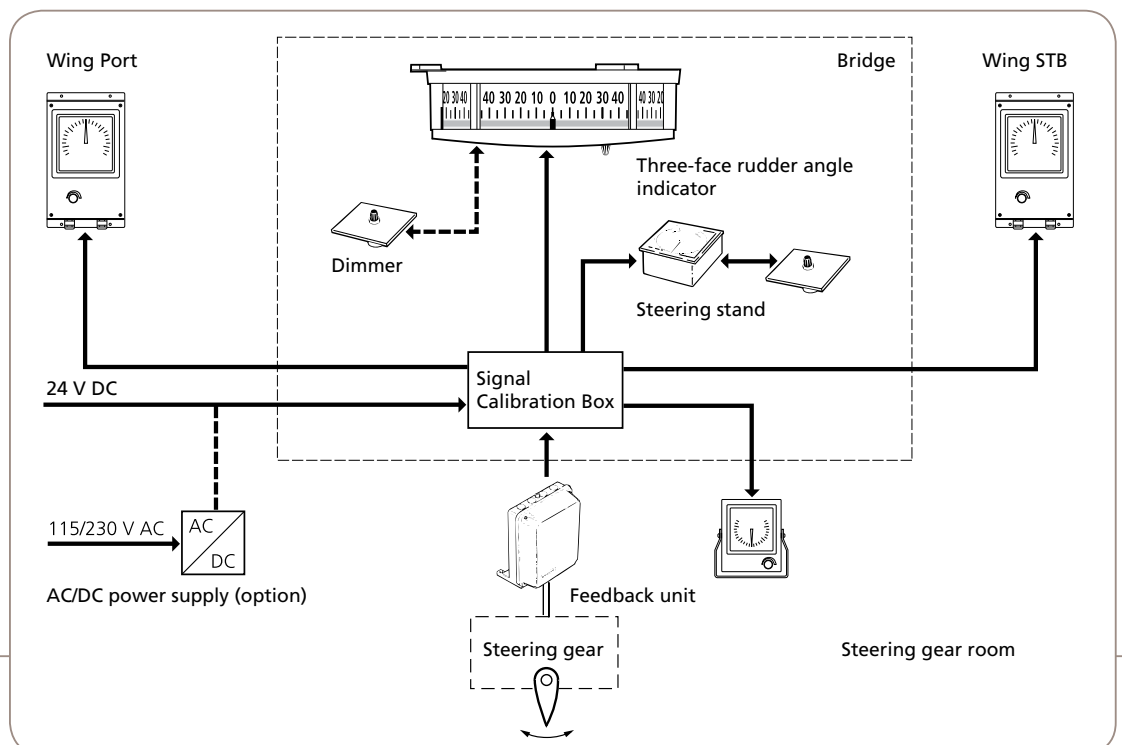 Wing Port
Bridge
Wing STB
20 30 40 40 30 20 10 0 10 20 30 40 40 30 20
Three-face rudder angle
indicator
Dimmer
Steering stand
24 V DC
Signal
Calibration Box
115/230 V AC
AC
DC
AC/DC power supply (option)
Feedback unit
Steering gear
Steering gear room